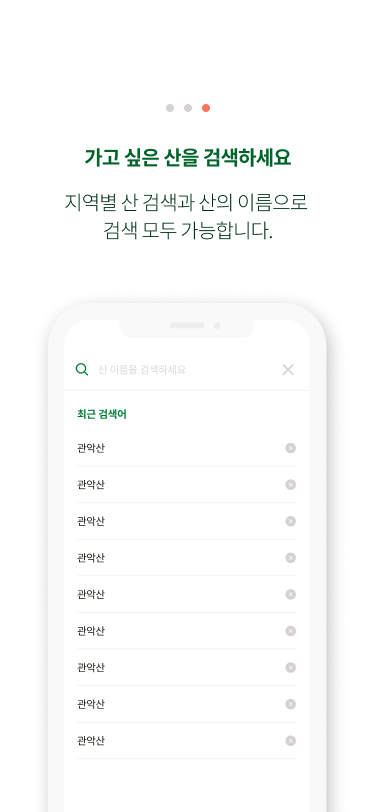 가고 싶은 산을 검색하세요
지역별 산 검색과 산의 이름으로
검색 모두 가능합니다.
산 이름을 검색하세요
최근 검색어
관악산
관악산
관악산
관악산
관악산
관악산
관악산
관악산
관악산